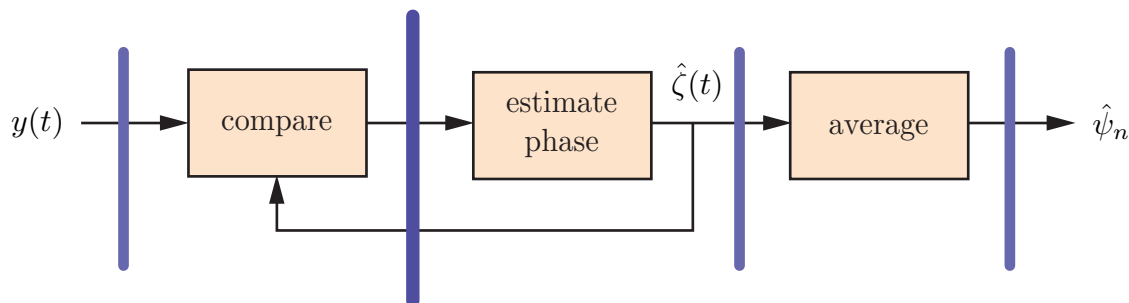 y(t)
compare
estimate
phase
ζ̂(t)
average
ψ̂ₙ